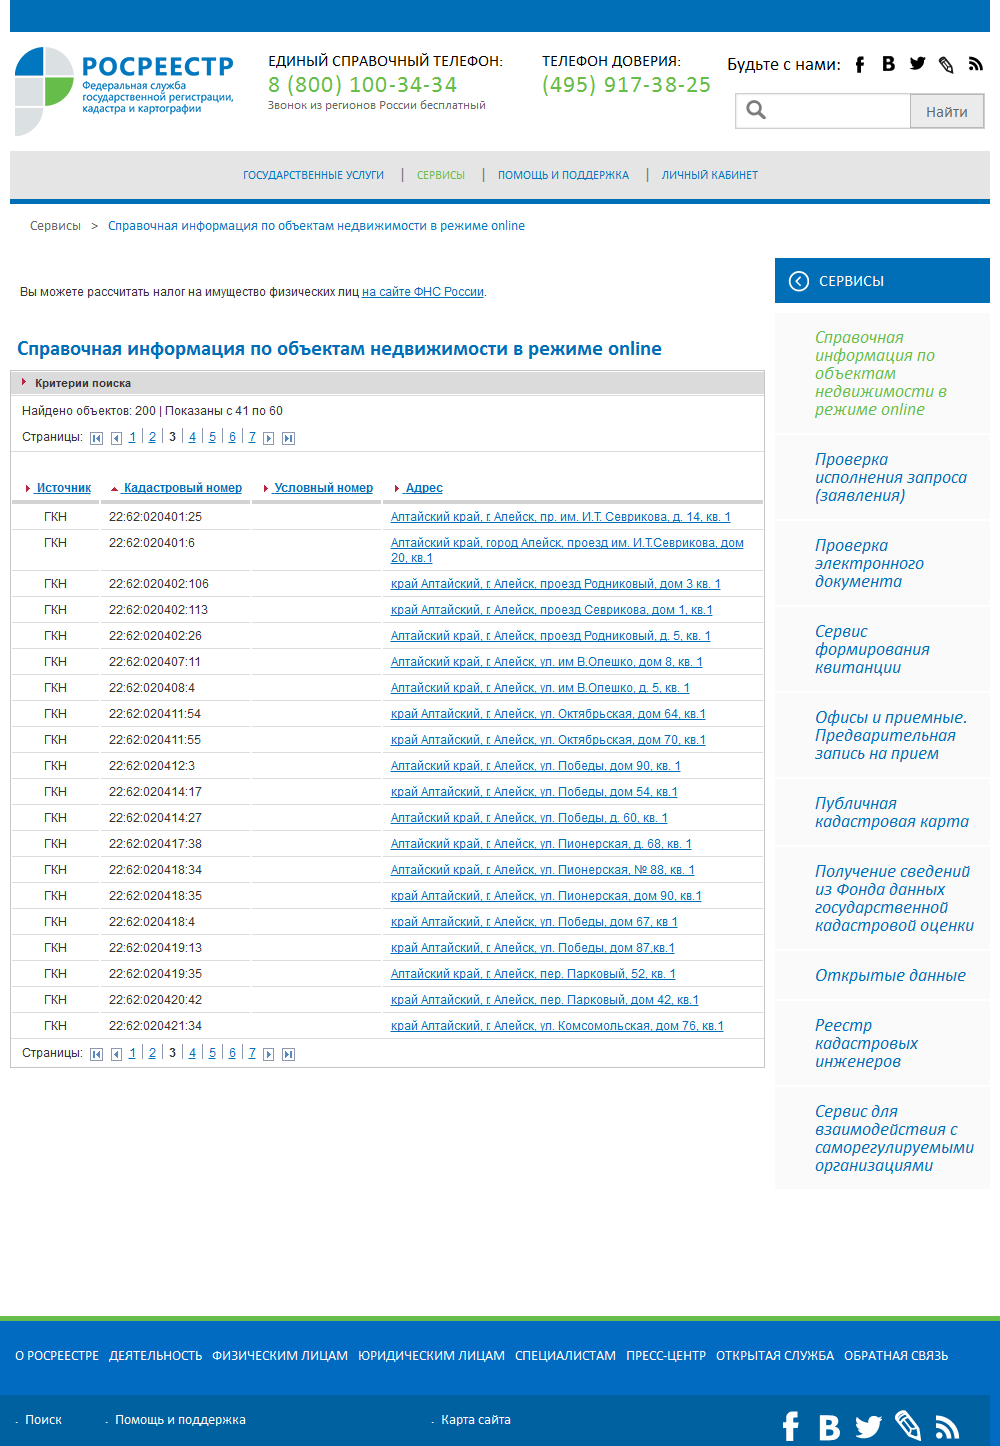 РОСРЕЕСТР
Федеральная служба
государственной регистрации,
кадастра и картографии
ЕДИНЫЙ СПРАВОЧНЫЙ ТЕЛЕФОН:
8 (800) 100-34-34
Звонок из регионов России бесплатный
ТЕЛЕФОН ДОВЕРИЯ:
(495) 917-38-25
Будьте с нами:
Найти
ГОСУДАРСТВЕННЫЕ УСЛУГИ | СЕРВИСЫ | ПОМОЩЬ И ПОДДЕРЖКА | ЛИЧНЫЙ КАБИНЕТ
Сервисы > Справочная информация по объектам недвижимости в режиме online
Вы можете рассчитать налог на имущество физических лиц на сайте ФНС России.
Справочная информация по объектам недвижимости в режиме online
Критерии поиска
Найдено объектов: 200 | Показаны с 41 по 60
Страницы: 1 | 2 | 3 | 4 | 5 | 6 | 7
Источник Кадастровый номер Условный номер Адрес
ГКН 22:62:020401:25 Алтайский край, г. Алейск, пр. им. И.Т. Севрикова, д. 14, кв. 1
ГКН 22:62:020401:6 Алтайский край, город Алейск, проезд им. И.Т.Севрикова, дом
20, кв.1
ГКН 22:62:020402:106 край Алтайский, г. Алейск, проезд Родниковый, дом 3 кв. 1
ГКН 22:62:020402:113 край Алтайский, г. Алейск, проезд Севрикова, дом 1, кв.1
ГКН 22:62:020402:26 Алтайский край, г. Алейск, проезд Родниковый, д. 5, кв. 1
ГКН 22:62:020407:11 Алтайский край, г. Алейск, ул. им В.Олешко, дом 8, кв. 1
ГКН 22:62:020408:4 Алтайский край, г. Алейск, ул. им В.Олешко, д. 5, кв. 1
ГКН 22:62:020411:54 край Алтайский, г. Алейск, ул. Октябрьская, дом 64, кв.1
ГКН 22:62:020411:55 край Алтайский, г. Алейск, ул. Октябрьская, дом 70, кв.1
ГКН 22:62:020412:3 Алтайский край, г. Алейск, ул. Победы, дом 90, кв. 1
ГКН 22:62:020414:17 край Алтайский, г. Алейск, ул. Победы, дом 54, кв.1
ГКН 22:62:020414:27 Алтайский край, г. Алейск, ул. Победы, д. 60, кв. 1
ГКН 22:62:020417:38 Алтайский край, г. Алейск, ул. Пионерская, д. 68, кв. 1
ГКН 22:62:020418:34 Алтайский край, г. Алейск, ул. Пионерская, № 88, кв. 1
ГКН 22:62:020418:35 край Алтайский, г. Алейск, ул. Пионерская, дом 90, кв.1
ГКН 22:62:020418:4 край Алтайский, г. Алейск, ул. Победы, дом 67, кв 1
ГКН 22:62:020419:13 край Алтайский, г. Алейск, ул. Победы, дом 87,кв.1
ГКН 22:62:020419:35 Алтайский край, г. Алейск, пер. Парковый, 52, кв. 1
ГКН 22:62:020420:42 край Алтайский, г. Алейск, пер. Парковый, дом 42, кв.1
ГКН 22:62:020421:34 край Алтайский, г. Алейск, ул. Комсомольская, дом 76, кв.1
Страницы: 1 | 2 | 3 | 4 | 5 | 6 | 7
СЕРВИСЫ
Справочная
информация по
объектам
недвижимости в
режиме online
Проверка
исполнения запроса
(заявления)
Проверка
электронного
документа
Сервис
формирования
квитанции
Офисы и приемные.
Предварительная
запись на прием
Публичная
кадастровая карта
Получение сведений
из Фонда данных
государственной
кадастровой оценки
Открытые данные
Реестр
кадастровых
инженеров
Сервис для
взаимодействия с
саморегулируемыми
организациями
О РОСРЕЕСТРЕ ДЕЯТЕЛЬНОСТЬ ФИЗИЧЕСКИМ ЛИЦАМ ЮРИДИЧЕСКИМ ЛИЦАМ СПЕЦИАЛИСТАМ ПРЕСС-ЦЕНТР ОТКРЫТАЯ СЛУЖБА ОБРАТНАЯ СВЯЗЬ
Поиск Помощь и поддержка Карта сайта